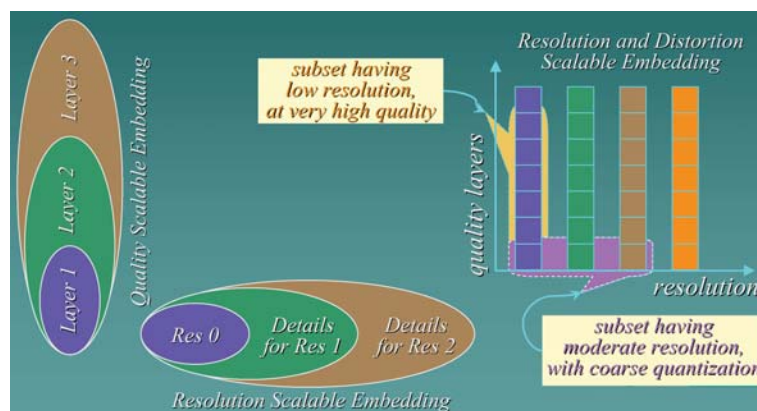 Layer 3
Layer 2
Layer 1
Quality Scalable Embedding
Res 0
Details
for Res 1
Details
for Res 2
Resolution Scalable Embedding
subset having
low resolution,
at very high quality
Resolution and Distortion
Scalable Embedding
quality layers
resolution
subset having
moderate resolution,
with coarse quantization